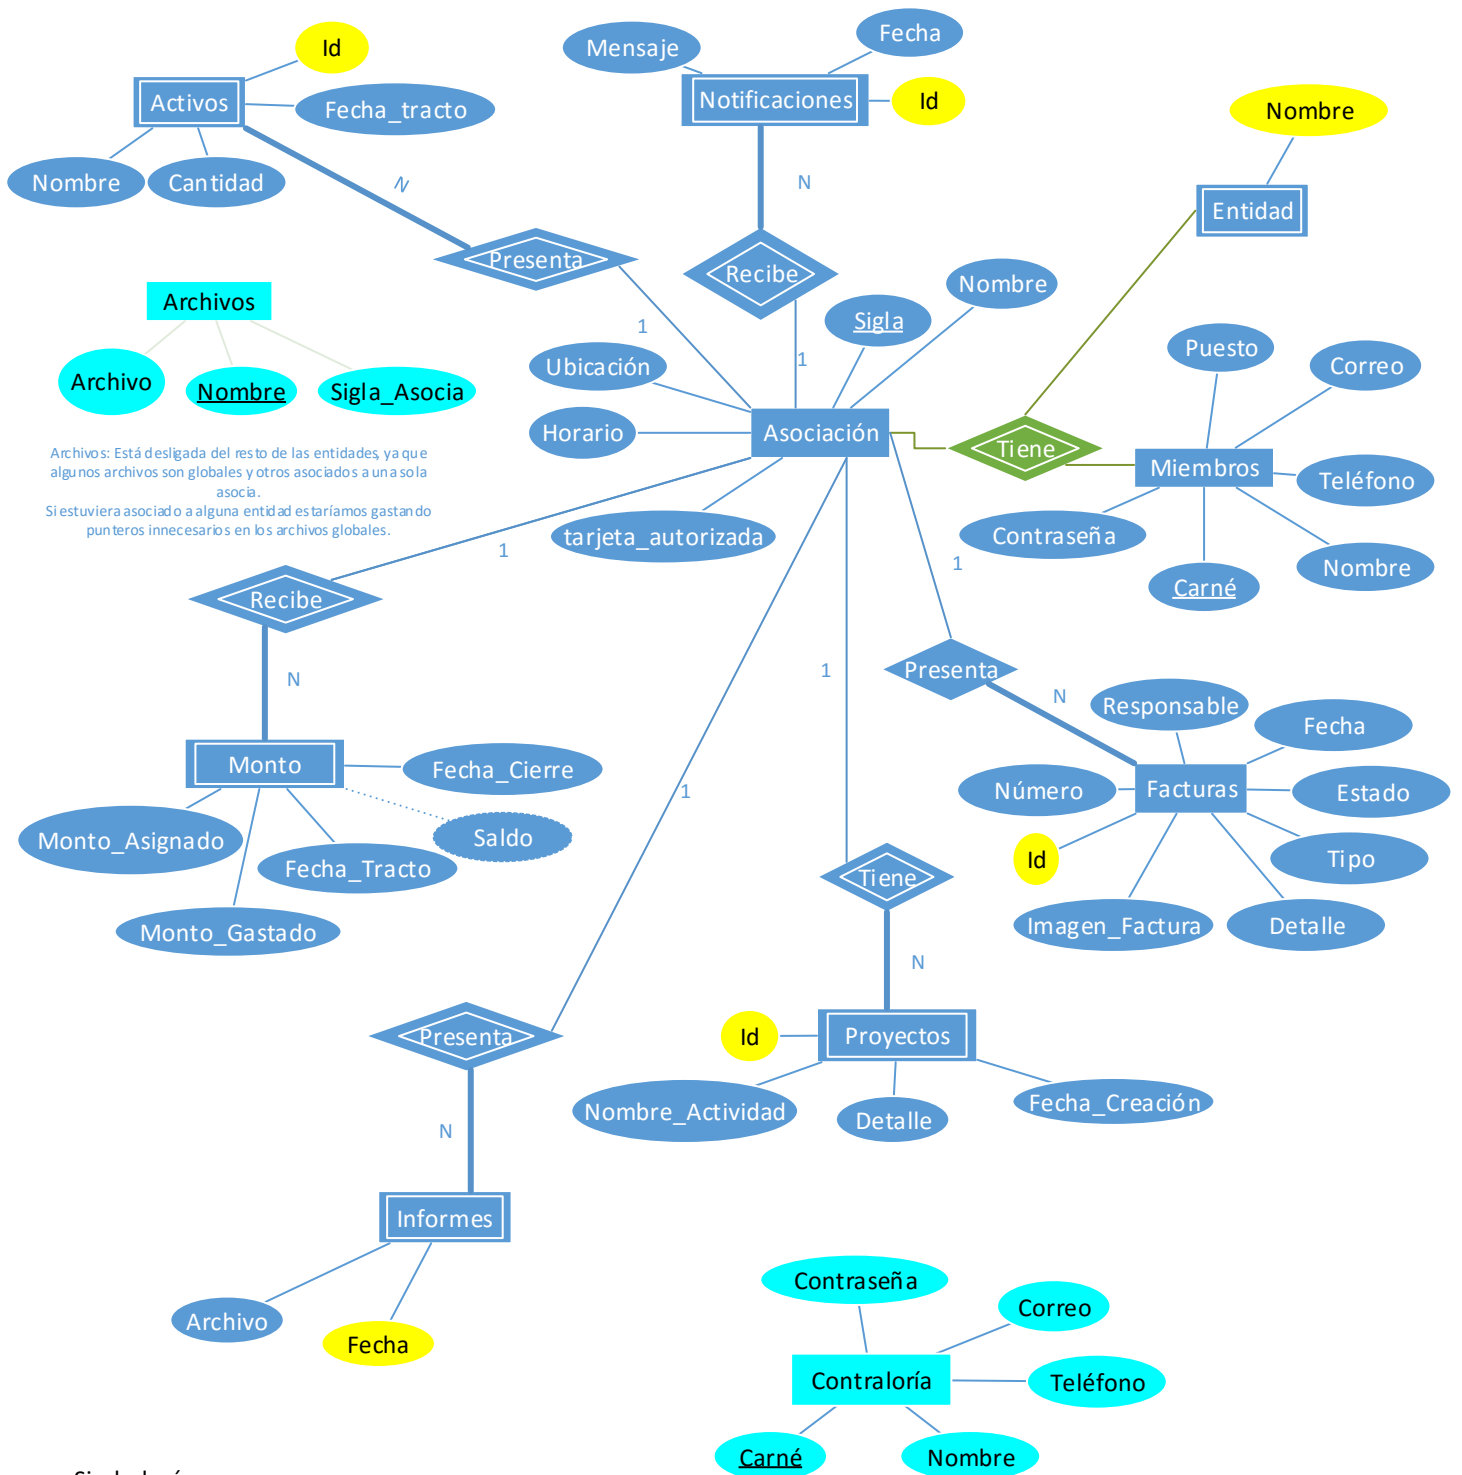 Id
Activos
Fecha_tracto
Nombre
Cantidad
N
Presenta
1
Mensaje
Fecha
Notificaciones
Id
N
Recibe
1
Nombre
Entidad
Archivos
Archivo
Nombre
Sigla_Asocia
Archivos: Está desligada del resto de las entidades, ya que
algunos archivos son globales y otros asociados a una sola
asocia.
Si estuviera asociado a alguna entidad estaríamos gastando
punteros innecesarios en los archivos globales.
Sigla
Nombre
Ubicación
Horario
Asociación
tarjeta_autorizada
Tiene
Puesto
Correo
Miembros
Teléfono
Contraseña
Carné
Nombre
1
Recibe
N
Monto
Fecha_Cierre
Monto_Asignado
Saldo
Fecha_Tracto
Monto_Gastado
1
Presenta
N
Responsable
Fecha
Número
Facturas
Estado
Id
Tipo
Imagen_Factura
Detalle
1
Tiene
N
Id
Proyectos
Nombre_Actividad
Detalle
Fecha_Creación
1
Presenta
N
Informes
Archivo
Fecha
Contraseña
Correo
Contraloría
Teléfono
Carné
Nombre